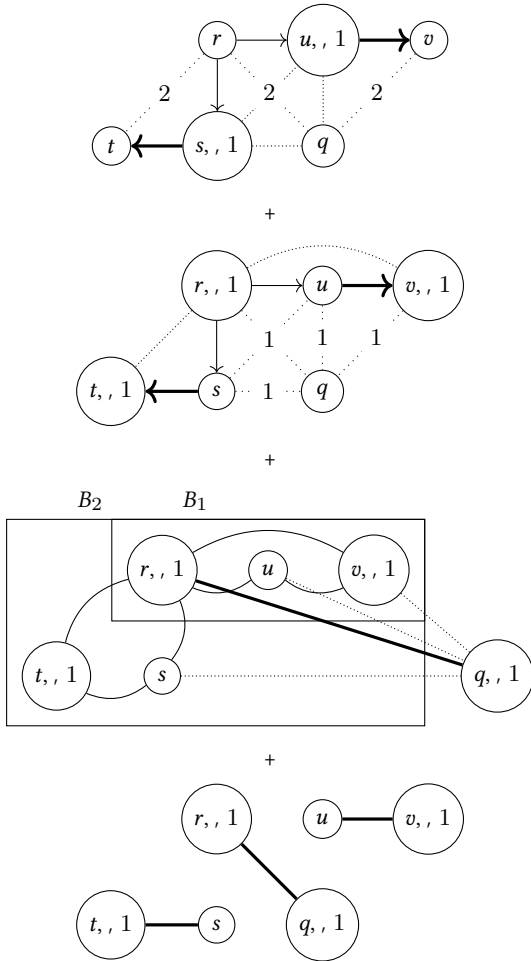 r u, , 1 v
2 2 2
t s, , 1 q
+
r, , 1 u v, , 1
1 1 1
t, , 1 s 1 q
+
B2 B1
r, , 1 u v, , 1
t, , 1 s q, , 1
+
r, , 1 u v, , 1
t, , 1 s q, , 1